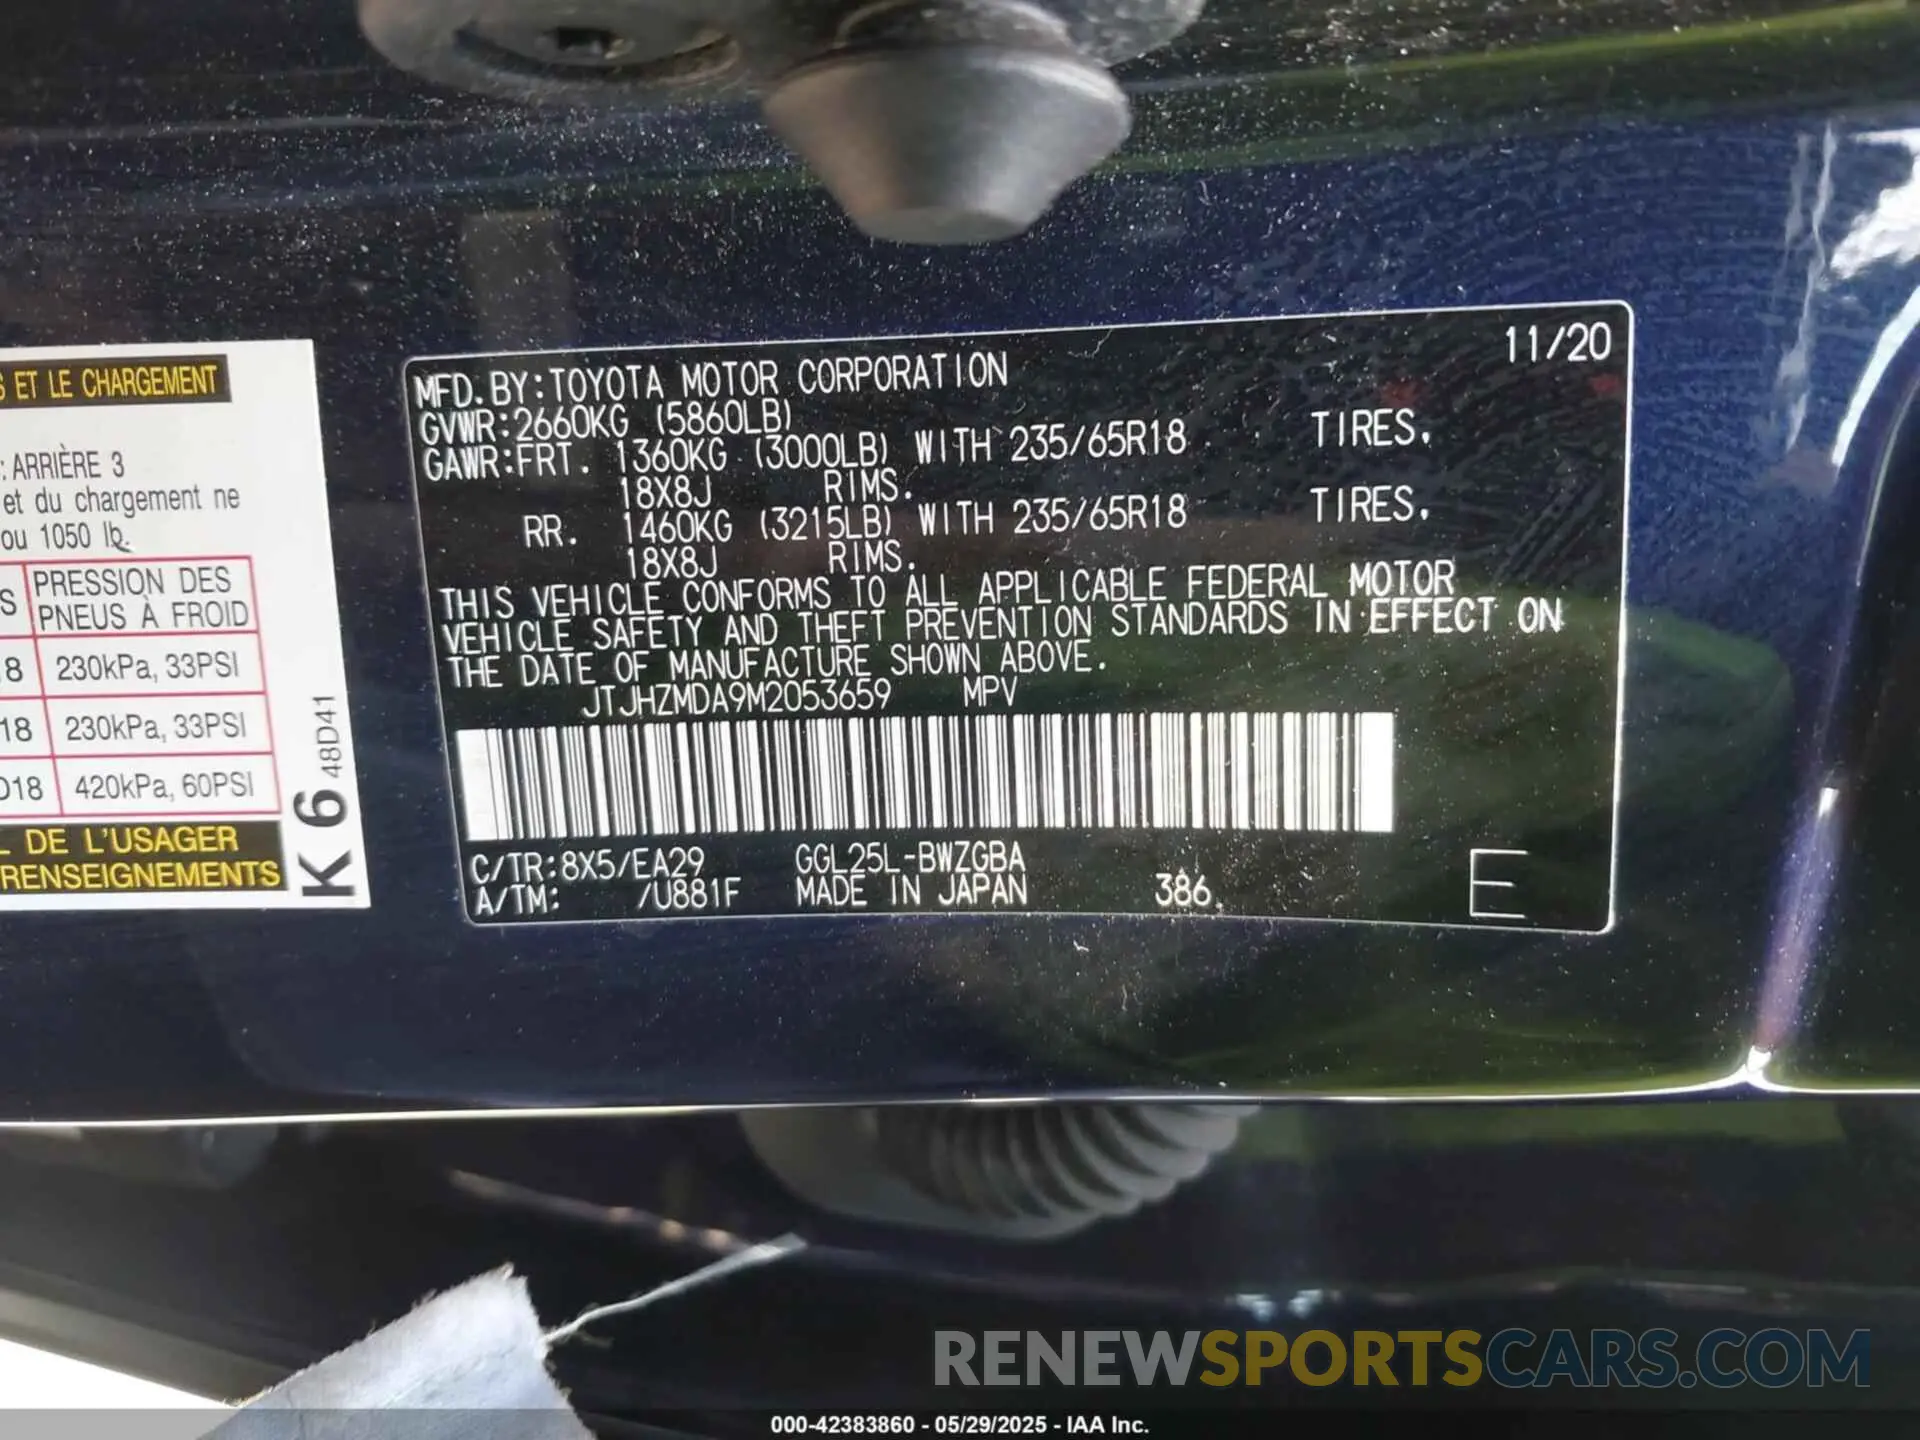 S ET LE CHARGEMENT
: ARRIÈRE 3
et du chargement ne
ou 1050 lb.
S PRESSION DES
PNEUS À FROID
8 230kPa, 33PSI
18 230kPa, 33PSI
D18 420kPa, 60PSI
L DE L'USAGER
RENSEIGNEMENTS
K 6 48D41
11/20
MFD. BY:TOYOTA MOTOR CORPORATION
GVWR:2660KG (5860LB)
GAWR:FRT. 1360KG (3000LB) WITH 235/65R18 TIRES.
18X8J RIMS.
RR. 1460KG (3215LB) WITH 235/65R18 TIRES.
18X8J RIMS.
THIS VEHICLE CONFORMS TO ALL APPLICABLE FEDERAL MOTOR
VEHICLE SAFETY AND THEFT PREVENTION STANDARDS IN EFFECT ON
THE DATE OF MANUFACTURE SHOWN ABOVE.
JTJHZMDA9M2053659 MPV
C/TR:8X5/EA29 GGL25L-BWZGBA
A/TM: /U881F MADE IN JAPAN 386 E
RENEWSPORTSCARS.COM
000-42383860 - 05/29/2025 - IAA Inc.